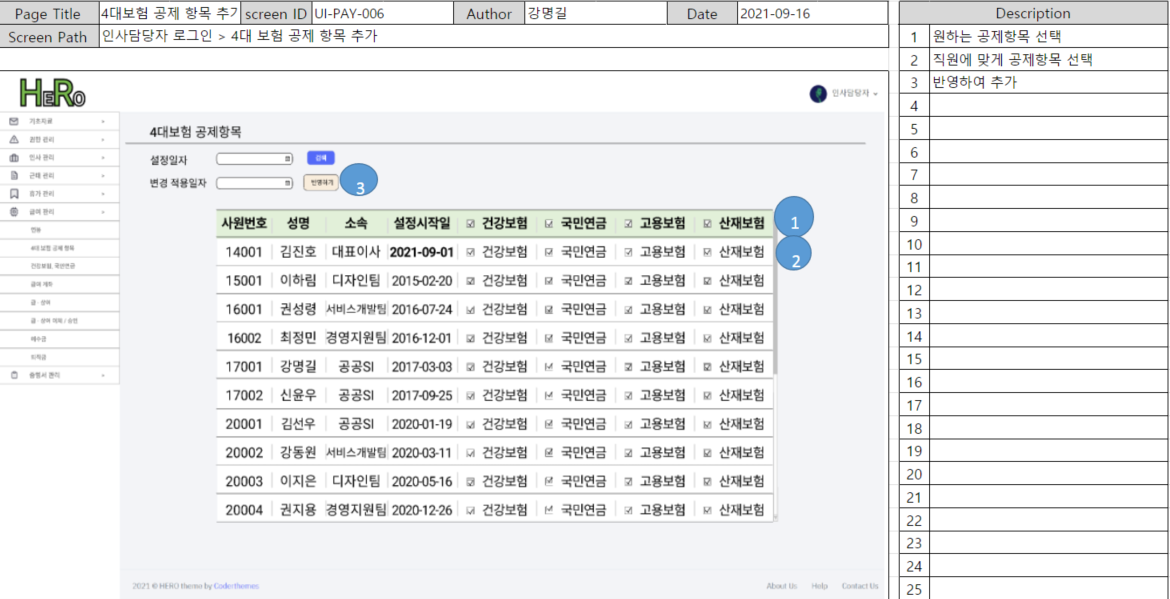 Page Title 4대보험 공제 항목 추가 screen ID UI-PAY-006 Author 강명길 Date 2021-09-16
Screen Path 인사담당자 로그인 > 4대 보험 공제 항목 추가
Description
1 원하는 공제항목 선택
2 직원에 맞게 공제항목 선택
3 반영하여 추가
4
5
6
7
8
9
10
11
12
13
14
15
16
17
18
19
20
21
22
23
24
25
HeRo
인사담당자
기초자료
권한 관리
인사 관리
근태 관리
휴가 관리
급여 관리
4대 보험 공제 항목
건강보험, 국민연금
급여 계좌
급·상여
급·상여 의뢰 / 승인
퇴직금
증명서 관리
4대보험 공제항목
설정일자 검색
변경 적용일자 반영하기 3
사원번호 성명 소속 설정시작일 건강보험 국민연금 고용보험 산재보험 1
14001 김진호 대표이사 2021-09-01 건강보험 국민연금 고용보험 산재보험 2
15001 이하림 디자인팀 2015-02-20 건강보험 국민연금 고용보험 산재보험
16001 권성령 서비스개발팀 2016-07-24 건강보험 국민연금 고용보험 산재보험
16002 최정민 경영지원팀 2016-12-01 건강보험 국민연금 고용보험 산재보험
17001 강명길 공공SI 2017-03-03 건강보험 국민연금 고용보험 산재보험
17002 신윤우 공공SI 2017-09-25 건강보험 국민연금 고용보험 산재보험
20001 김선우 공공SI 2020-01-19 건강보험 국민연금 고용보험 산재보험
20002 강동원 서비스개발팀 2020-03-11 건강보험 국민연금 고용보험 산재보험
20003 이지은 디자인팀 2020-05-16 건강보험 국민연금 고용보험 산재보험
20004 권지용 경영지원팀 2020-12-26 건강보험 국민연금 고용보험 산재보험
2021 © HERO theme by Coderthemes About Us Help Contact Us